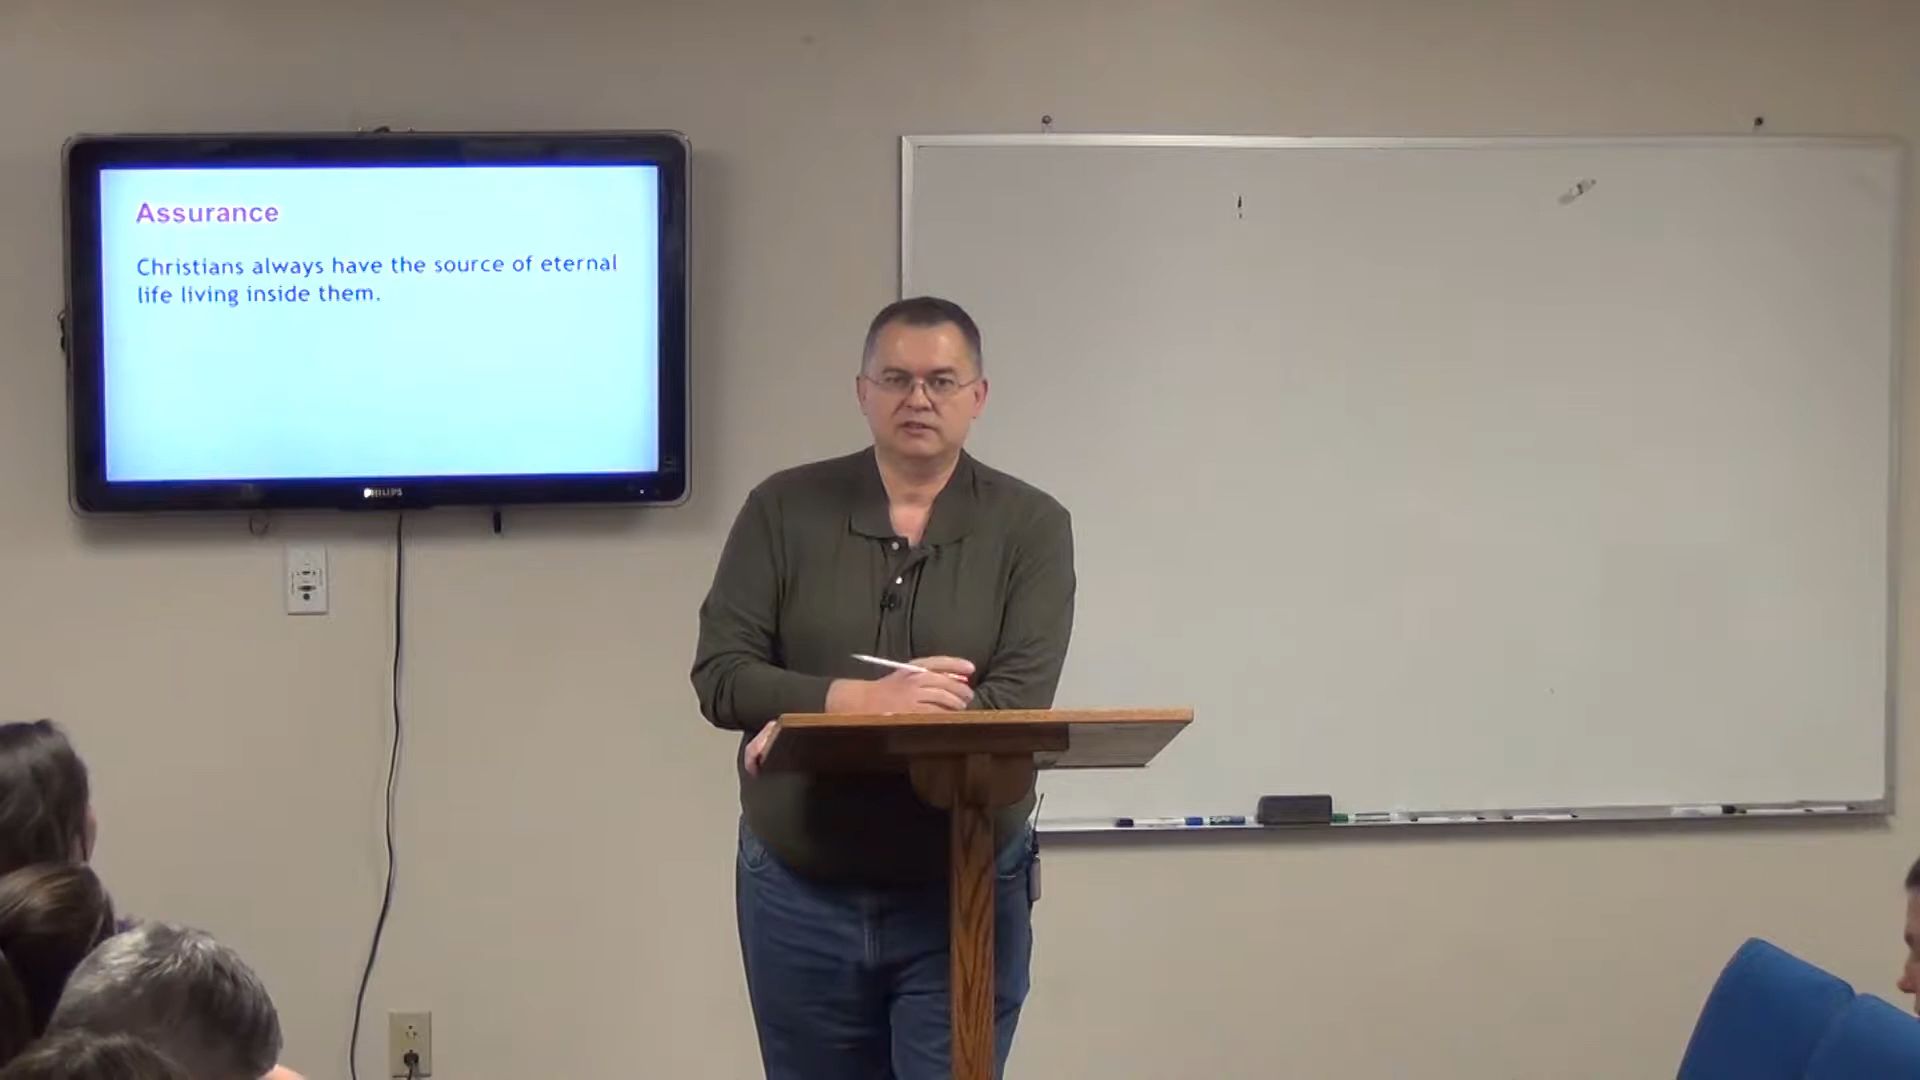 Assurance
Christians always have the source of eternal
life living inside them.
PHILIPS